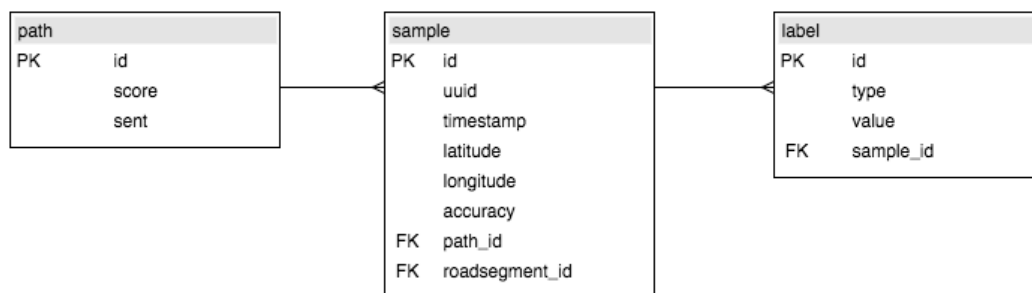 path
PK id
score
sent
sample
PK id
uuid
timestamp
latitude
longitude
accuracy
FK path_id
FK roadsegment_id
label
PK id
type
value
FK sample_id